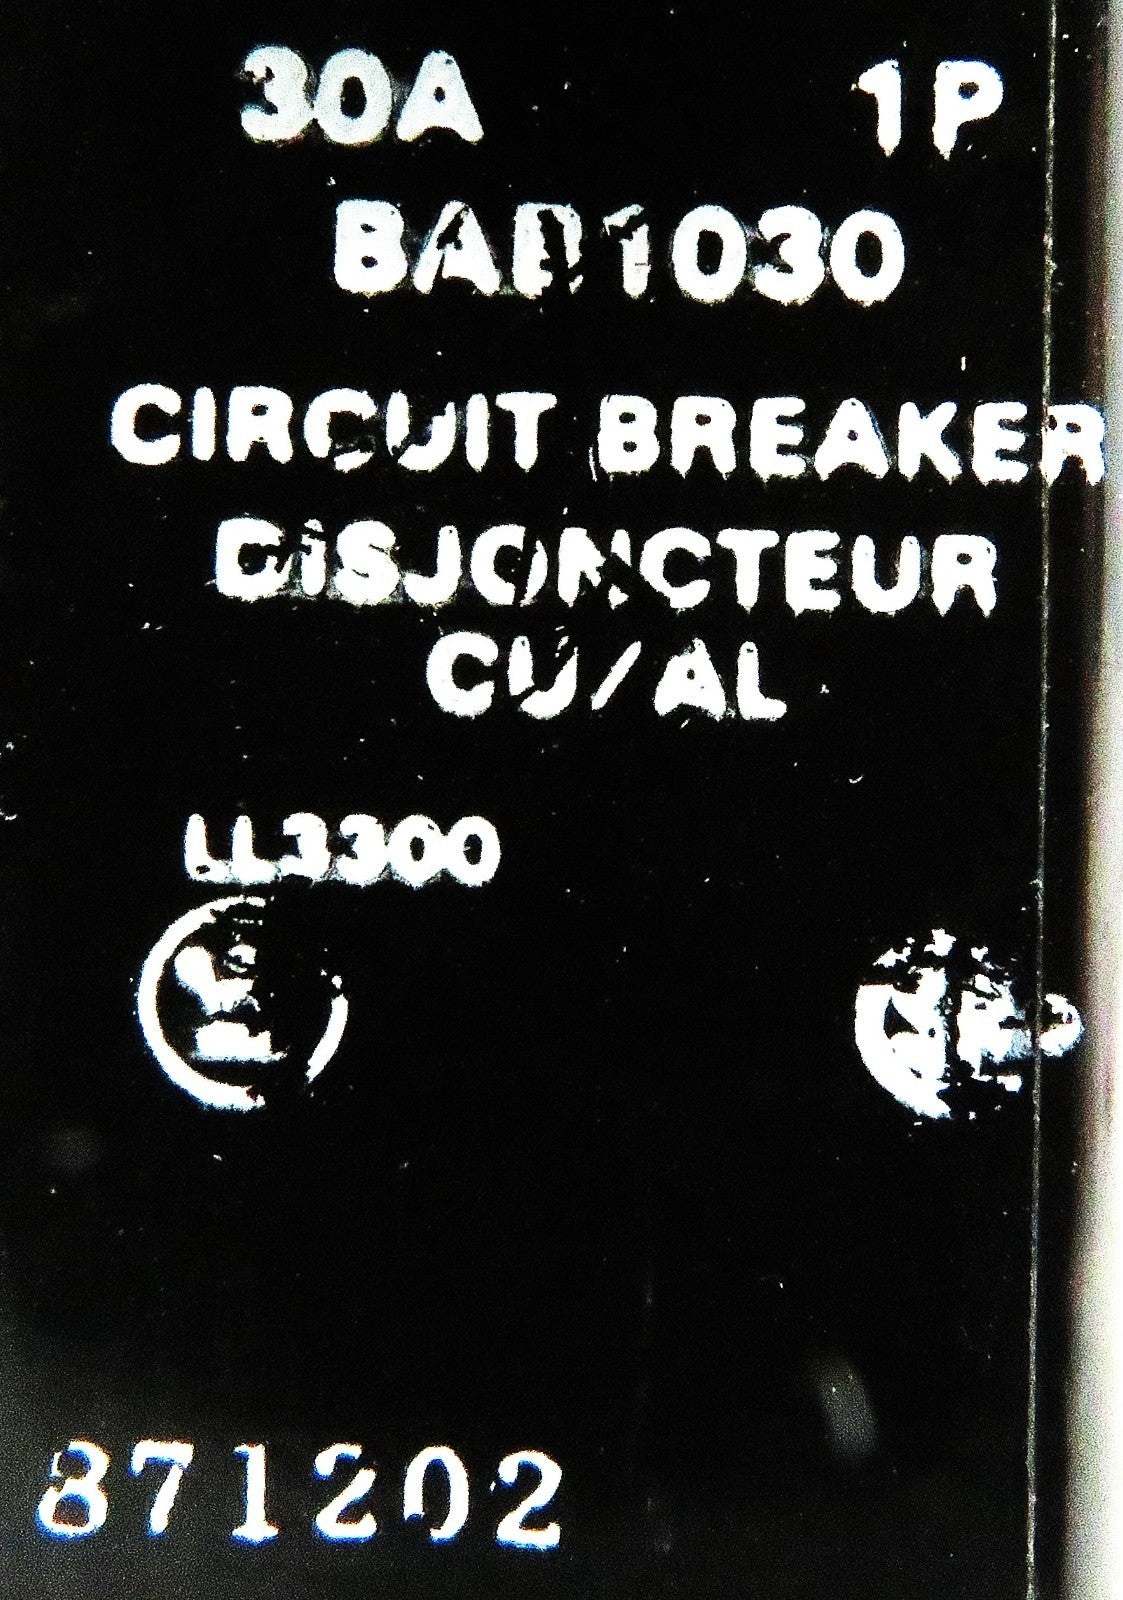 30A 1P
BAB1030
CIRCUIT BREAKER
DISJONCTEUR
CU/AL
LL3300
871202